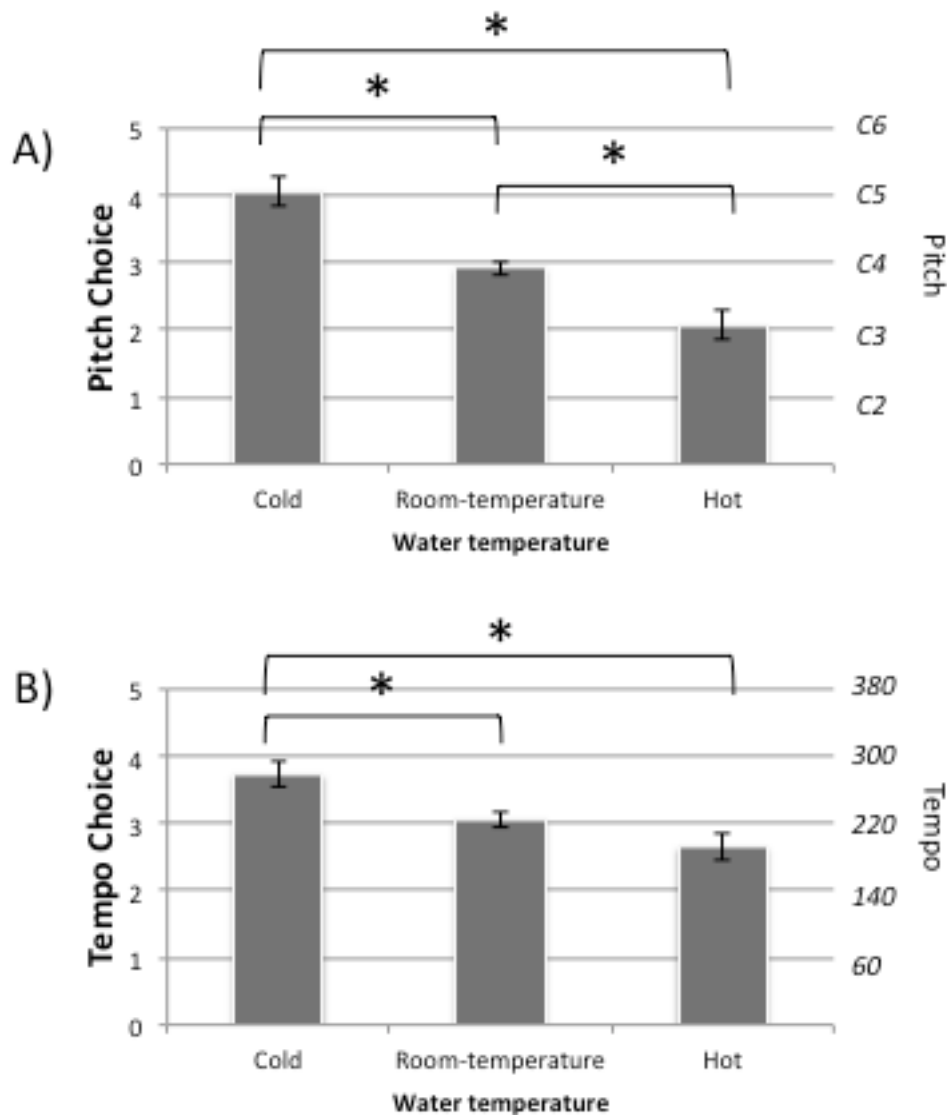 *
*
A)
*
5
4
3
2
1
0
Pitch Choice
C6
C5
C4
C3
C2
Pitch
Cold Room-temperature Hot
Water temperature
*
B)
*
5
4
3
2
1
0
Tempo Choice
380
300
220
140
60
Tempo
Cold Room-temperature Hot
Water temperature